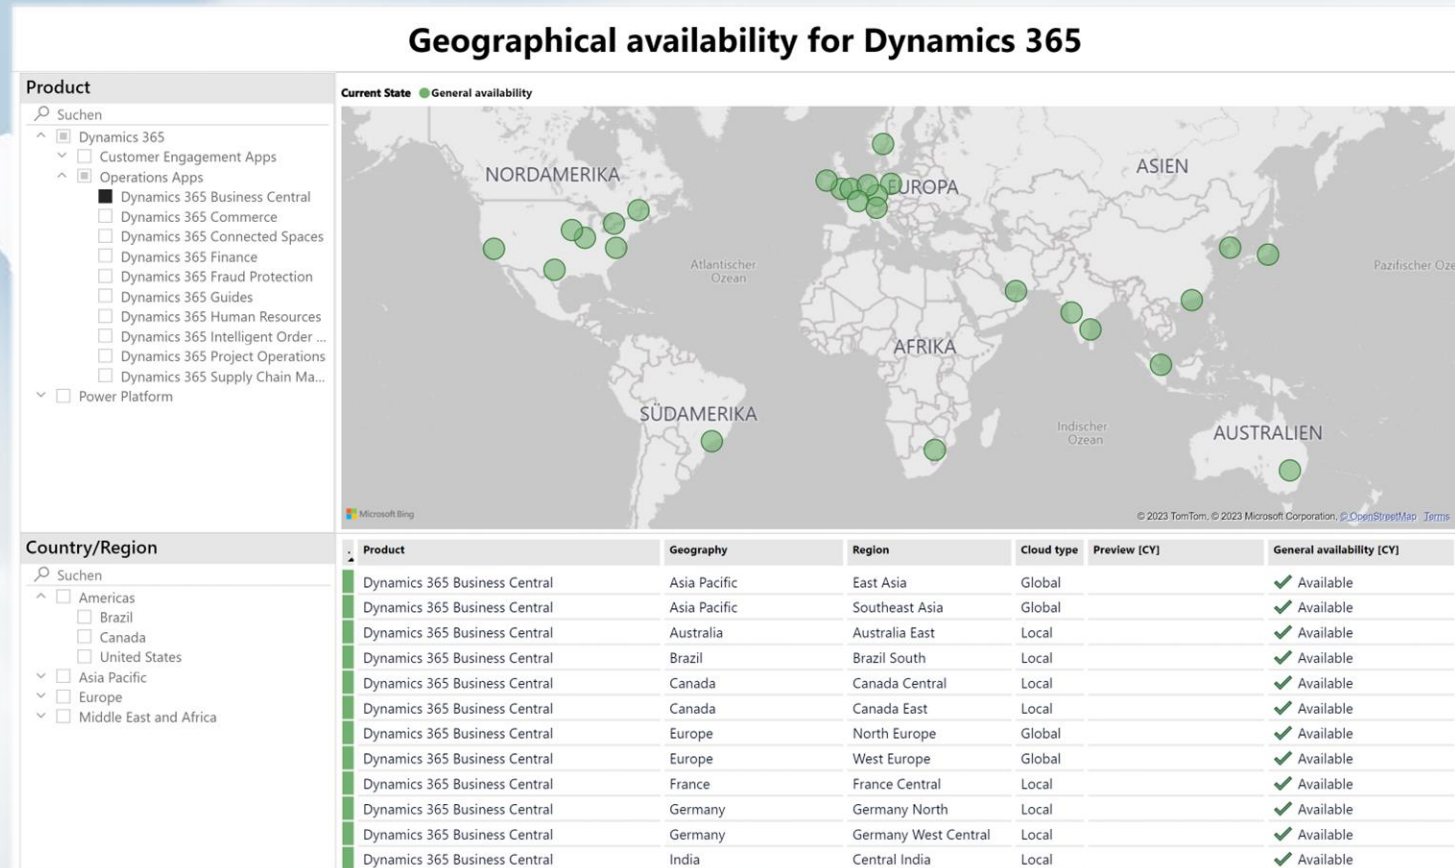 Geographical availability for Dynamics 365
Product
Suchen
Dynamics 365
Customer Engagement Apps
Operations Apps
Dynamics 365 Business Central
Dynamics 365 Commerce
Dynamics 365 Connected Spaces
Dynamics 365 Finance
Dynamics 365 Fraud Protection
Dynamics 365 Guides
Dynamics 365 Human Resources
Dynamics 365 Intelligent Order ...
Dynamics 365 Project Operations
Dynamics 365 Supply Chain Ma...
Power Platform
Current State General availability
NORDAMERIKA
EUROPA
ASIEN
Atlantischer
Ozean
Pazifischer Oze
AFRIKA
SÜDAMERIKA
Indischer
Ozean
AUSTRALIEN
Microsoft Bing
© 2023 TomTom, © 2023 Microsoft Corporation, © OpenStreetMap Terms
Country/Region
Suchen
Americas
Brazil
Canada
United States
Asia Pacific
Europe
Middle East and Africa
. Product Geography Region Cloud type Preview [CY] General availability [CY]
Dynamics 365 Business Central Asia Pacific East Asia Global Available
Dynamics 365 Business Central Asia Pacific Southeast Asia Global Available
Dynamics 365 Business Central Australia Australia East Local Available
Dynamics 365 Business Central Brazil Brazil South Local Available
Dynamics 365 Business Central Canada Canada Central Local Available
Dynamics 365 Business Central Canada Canada East Local Available
Dynamics 365 Business Central Europe North Europe Global Available
Dynamics 365 Business Central Europe West Europe Global Available
Dynamics 365 Business Central France France Central Local Available
Dynamics 365 Business Central Germany Germany North Local Available
Dynamics 365 Business Central Germany Germany West Central Local Available
Dynamics 365 Business Central India Central India Local Available